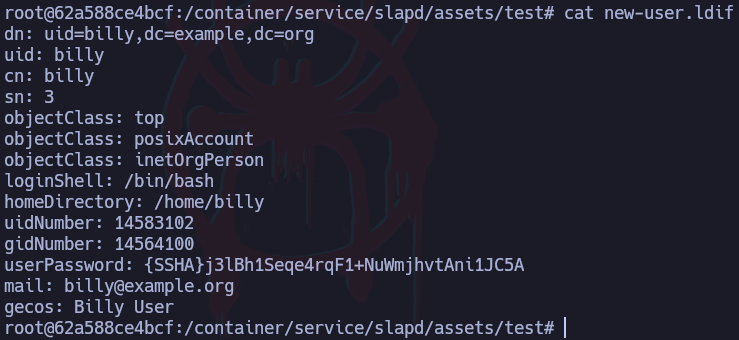 root@62a588ce4bcf:/container/service/slapd/assets/test# cat new-user.ldif
dn: uid=billy,dc=example,dc=org
uid: billy
cn: billy
sn: 3
objectClass: top
objectClass: posixAccount
objectClass: inetOrgPerson
loginShell: /bin/bash
homeDirectory: /home/billy
uidNumber: 14583102
gidNumber: 14564100
userPassword: {SSHA}j3lBh1Seqe4rqF1+NuWmjhvtAni1JC5A
mail: billy@example.org
gecos: Billy User
root@62a588ce4bcf:/container/service/slapd/assets/test#